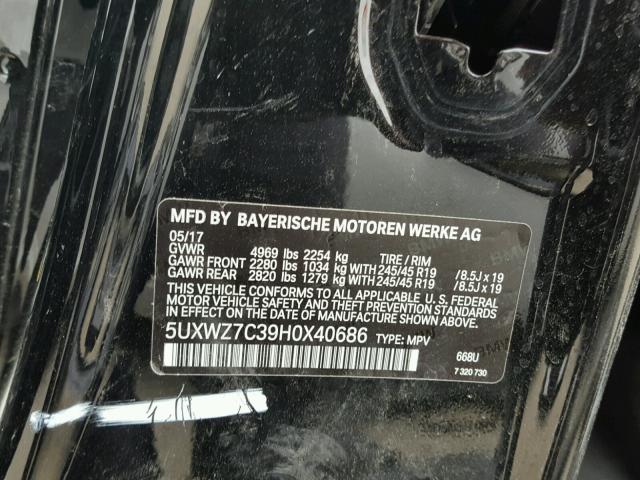 MFD BY BAYERISCHE MOTOREN WERKE AG
05/17
GVWR 4969 lbs 2254 kg TIRE / RIM
GAWR FRONT 2280 lbs 1034 kg WITH 245/45 R19 /8.5J x 19
GAWR REAR 2820 lbs 1279 kg WITH 245/45 R19 /8.5J x 19
THIS VEHICLE CONFORMS TO ALL APPLICABLE U. S. FEDERAL
MOTOR VEHICLE SAFETY AND THEFT PREVENTION STANDARDS
IN EFFECT ON THE DATE OF MANUFACTURE SHOWN ABOVE.
5UXWZ7C39H0X40686 TYPE: MPV
668U
7 320 730